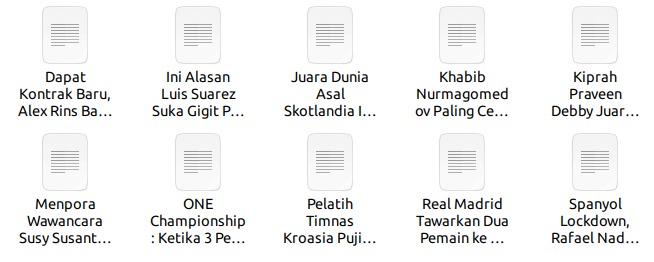 Dapat
Kontrak Baru,
Alex Rins Ba...
Ini Alasan
Luis Suarez
Suka Gigit P...
Juara Dunia
Asal
Skotlandia I...
Khabib
Nurmagomed
ov Paling Ce...
Kiprah
Praveen
Debby Juar...
Menpora
Wawancara
Susy Susant...
ONE
Championship
: Ketika 3 Pe...
Pelatih
Timnas
Kroasia Puji...
Real Madrid
Tawarkan Dua
Pemain ke ...
Spanyol
Lockdown,
Rafael Nad...